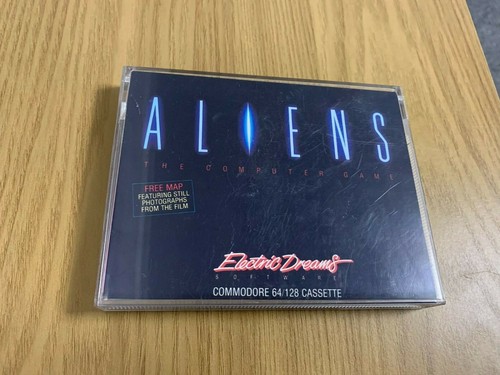 ALIENS
THE COMPUTER GAME
FREE MAP
FEATURING STILL
PHOTOGRAPHS
FROM THE FILM
Electric Dreams
SOFTWARE
COMMODORE 64/128 CASSETTE